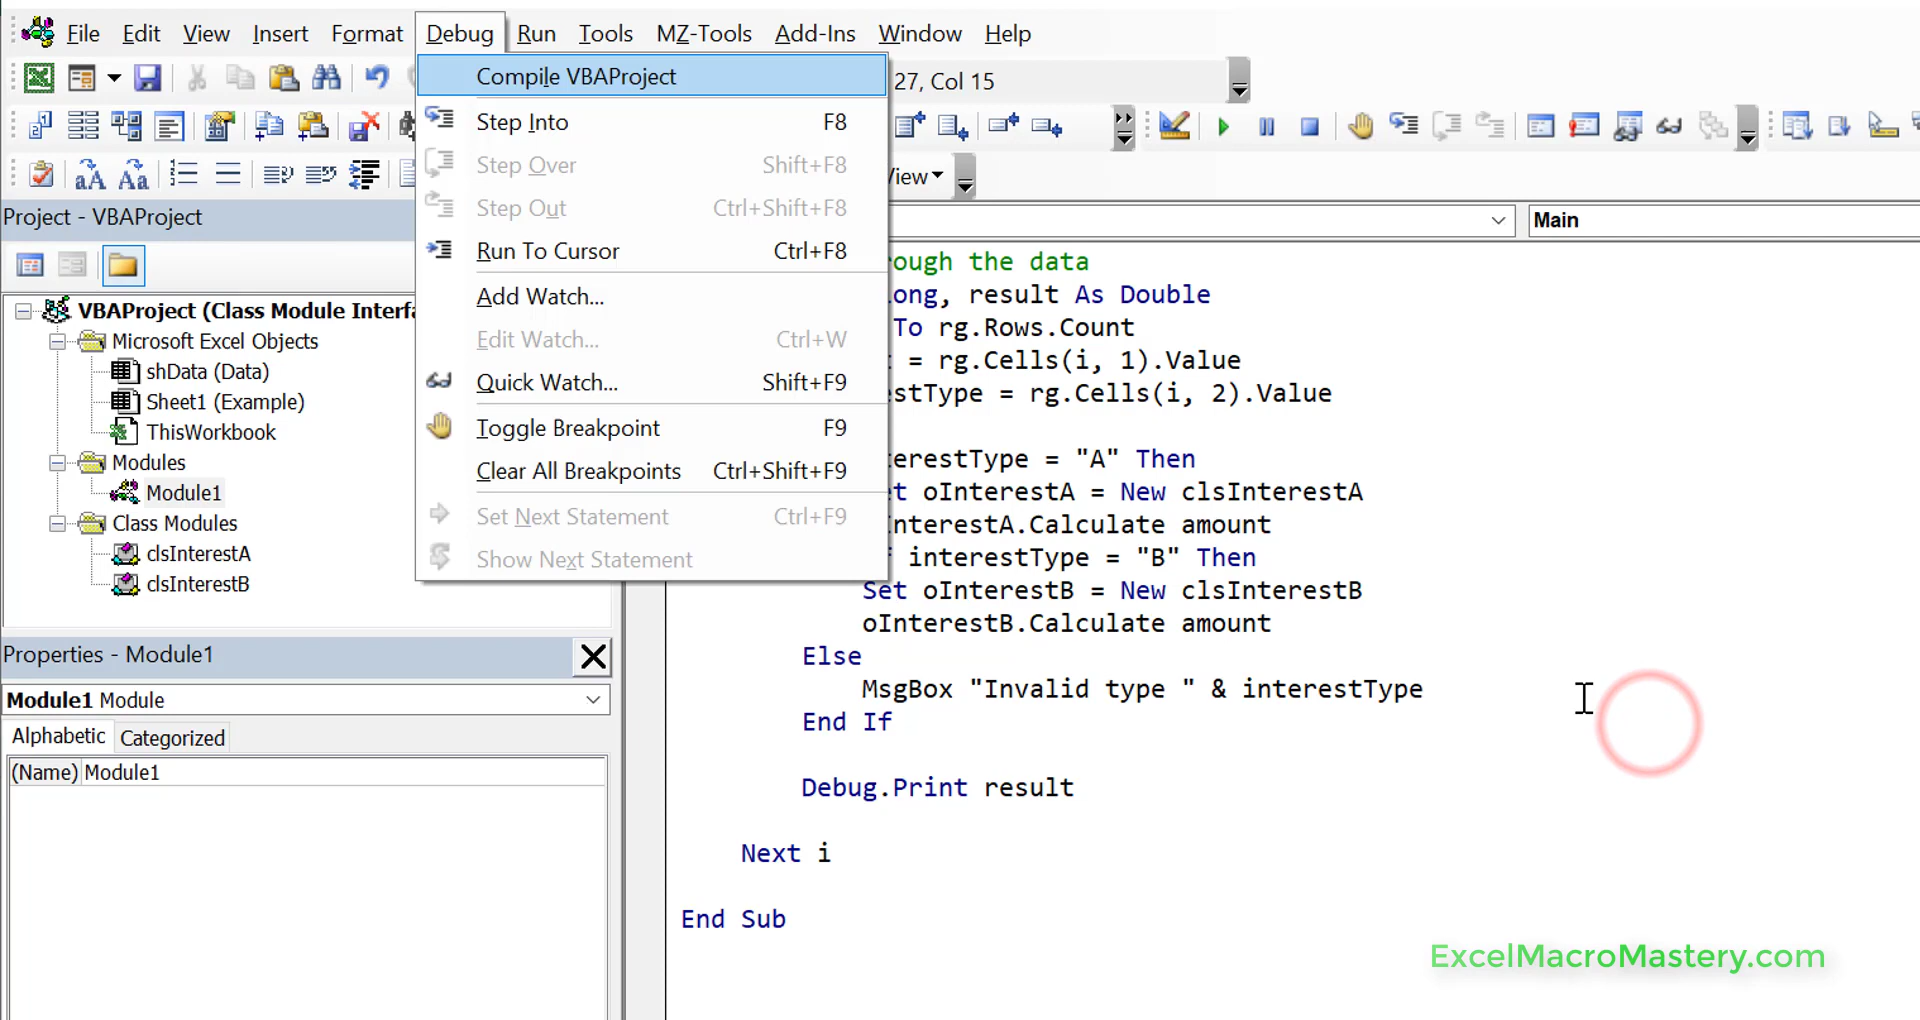 File Edit View Insert Format Debug Run Tools MZ-Tools Add-Ins Window Help
27, Col 15
View
Compile VBAProject
Step Into F8
Step Over Shift+F8
Step Out Ctrl+Shift+F8
Run To Cursor Ctrl+F8
Add Watch...
Edit Watch... Ctrl+W
Quick Watch... Shift+F9
Toggle Breakpoint F9
Clear All Breakpoints Ctrl+Shift+F9
Set Next Statement Ctrl+F9
Show Next Statement
Project - VBAProject
VBAProject (Class Module Interfa
Microsoft Excel Objects
shData (Data)
Sheet1 (Example)
ThisWorkbook
Modules
Module1
Class Modules
clsInterestA
clsInterestB
Properties - Module1
Module1 Module
Alphabetic Categorized
(Name) Module1
Main
ough the data
ong, result As Double
To rg.Rows.Count
t = rg.Cells(i, 1).Value
estType = rg.Cells(i, 2).Value
terestType = "A" Then
et oInterestA = New clsInterestA
InterestA.Calculate amount
f interestType = "B" Then
Set oInterestB = New clsInterestB
oInterestB.Calculate amount
Else
MsgBox "Invalid type " & interestType
End If
Debug.Print result
Next i
End Sub
ExcelMacroMastery.com